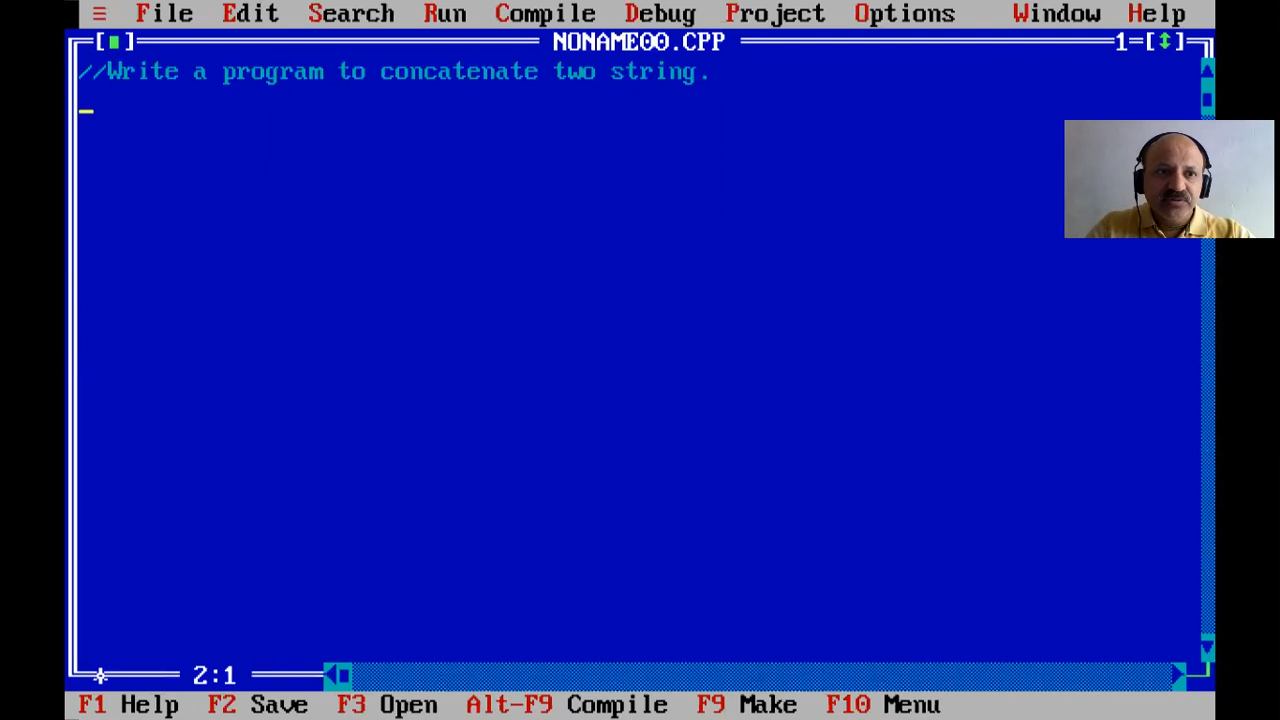 ≡ File Edit Search Run Compile Debug Project Options Window Help
[■] NONAME00.CPP 1=[↕]
//Write a program to concatenate two string.
2:1
F1 Help F2 Save F3 Open Alt-F9 Compile F9 Make F10 Menu